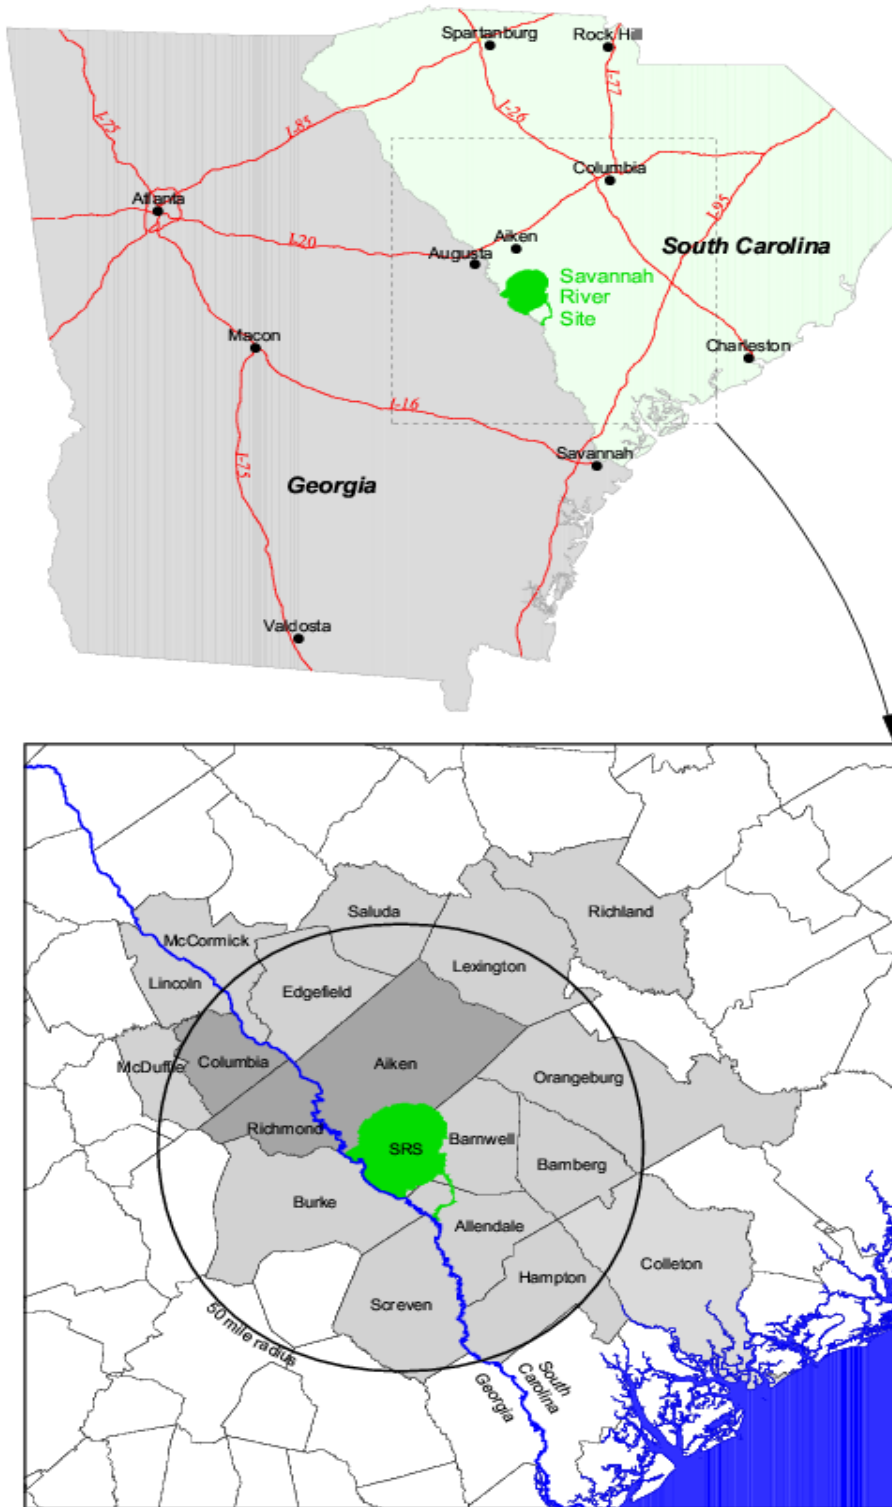 Spartanburg
Rock Hill
I-75
I-85
I-26
I-77
Columbia
Atlanta
I-95
I-20
Aiken
South Carolina
Augusta
Savannah
River
Site
Macon
Charleston
I-16
Savannah
I-75
Georgia
Valdosta
Saluda
Richland
McCormick
Lexington
Lincoln
Edgefield
McDuffie
Columbia
Aiken
Orangeburg
Richmond
Barnwell
SRS
Bamberg
Burke
Allendale
Colleton
Hampton
Screven
50 mile radius
South
Carolina
Georgia